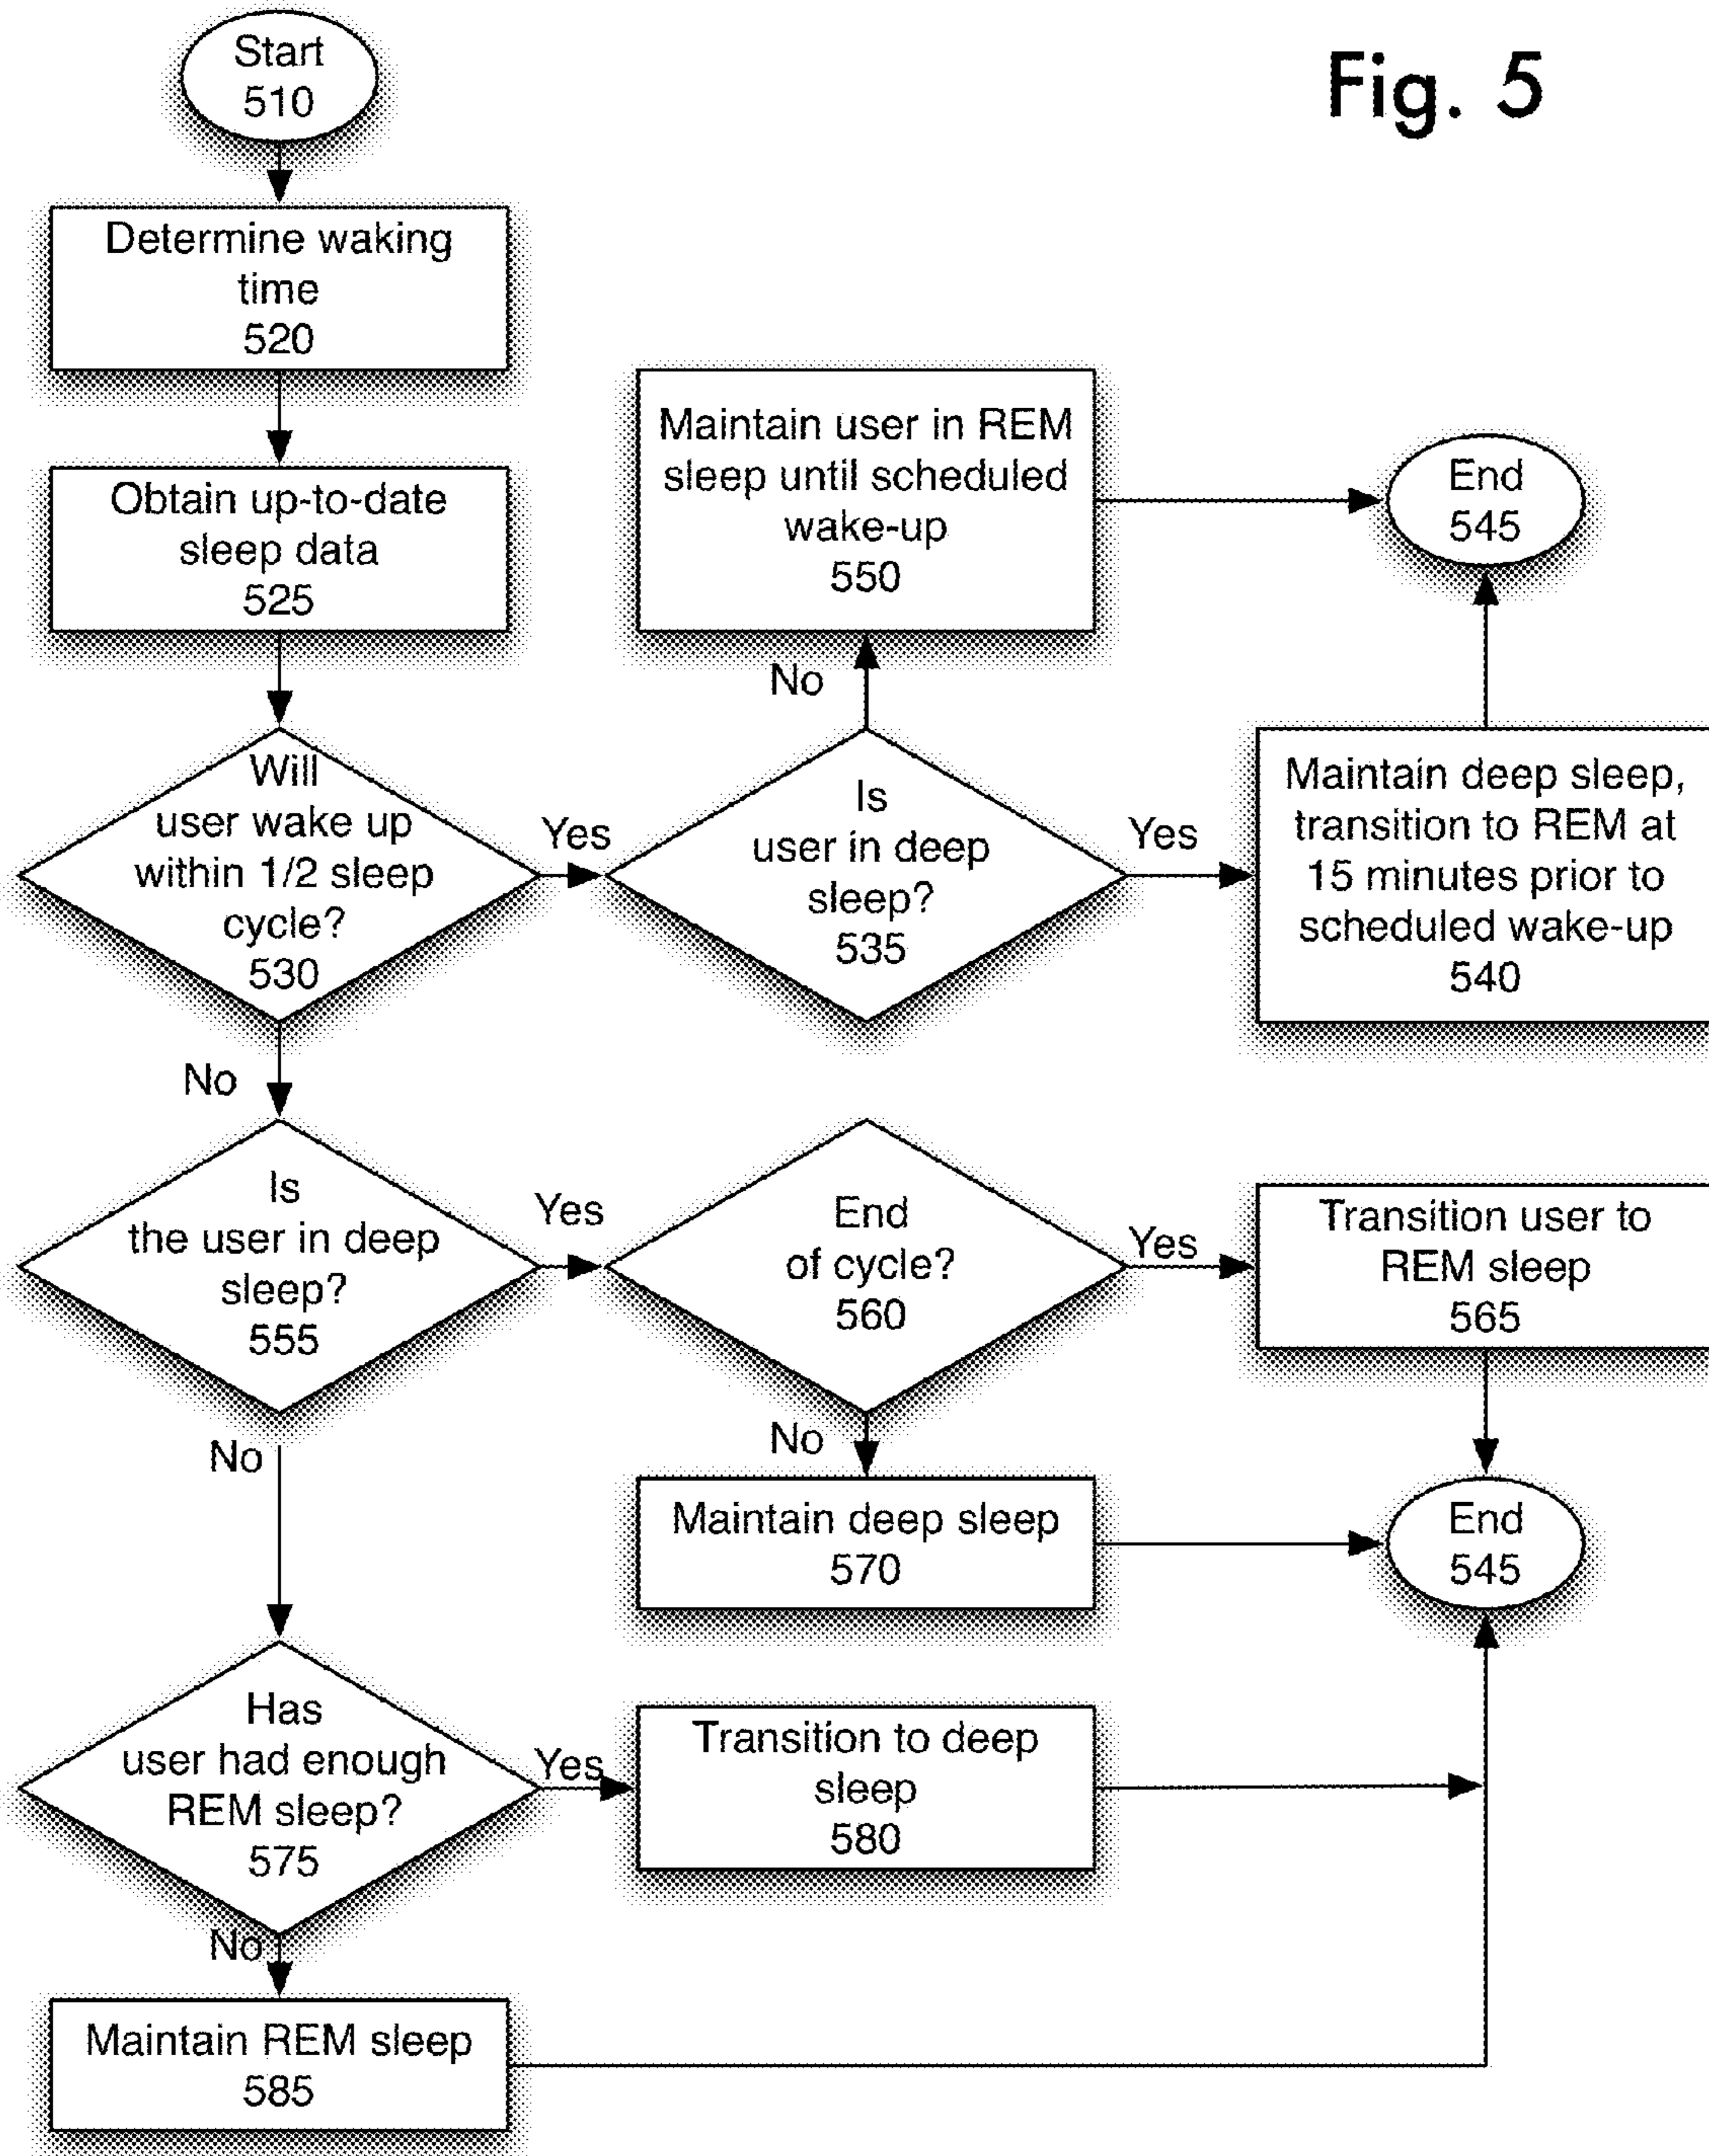 Fig. 5
Start
510
Determine waking
time
520
Obtain up-to-date
sleep data
525
Maintain user in REM
sleep until scheduled
wake-up
550
End
545
No
Will
user wake up
within 1/2 sleep
cycle?
530
Yes
Is
user in deep
sleep?
535
Yes
Maintain deep sleep,
transition to REM at
15 minutes prior to
scheduled wake-up
540
No
Is
the user in deep
sleep?
555
Yes
End
of cycle?
560
Yes
Transition user to
REM sleep
565
No
No
Maintain deep sleep
570
End
545
Has
user had enough
REM sleep?
575
Yes
Transition to deep
sleep
580
No
Maintain REM sleep
585